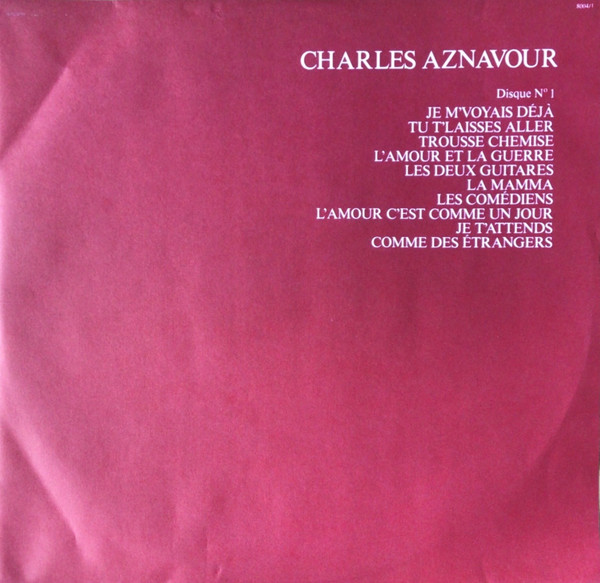 CHARLES AZNAVOUR
Disque N° 1
JE M'VOYAIS DÉJÀ
TU T'LAISSES ALLER
TROUSSE CHEMISE
L'AMOUR ET LA GUERRE
LES DEUX GUITARES
LA MAMMA
LES COMÉDIENS
L'AMOUR C'EST COMME UN JOUR
JE T'ATTENDS
COMME DES ÉTRANGERS